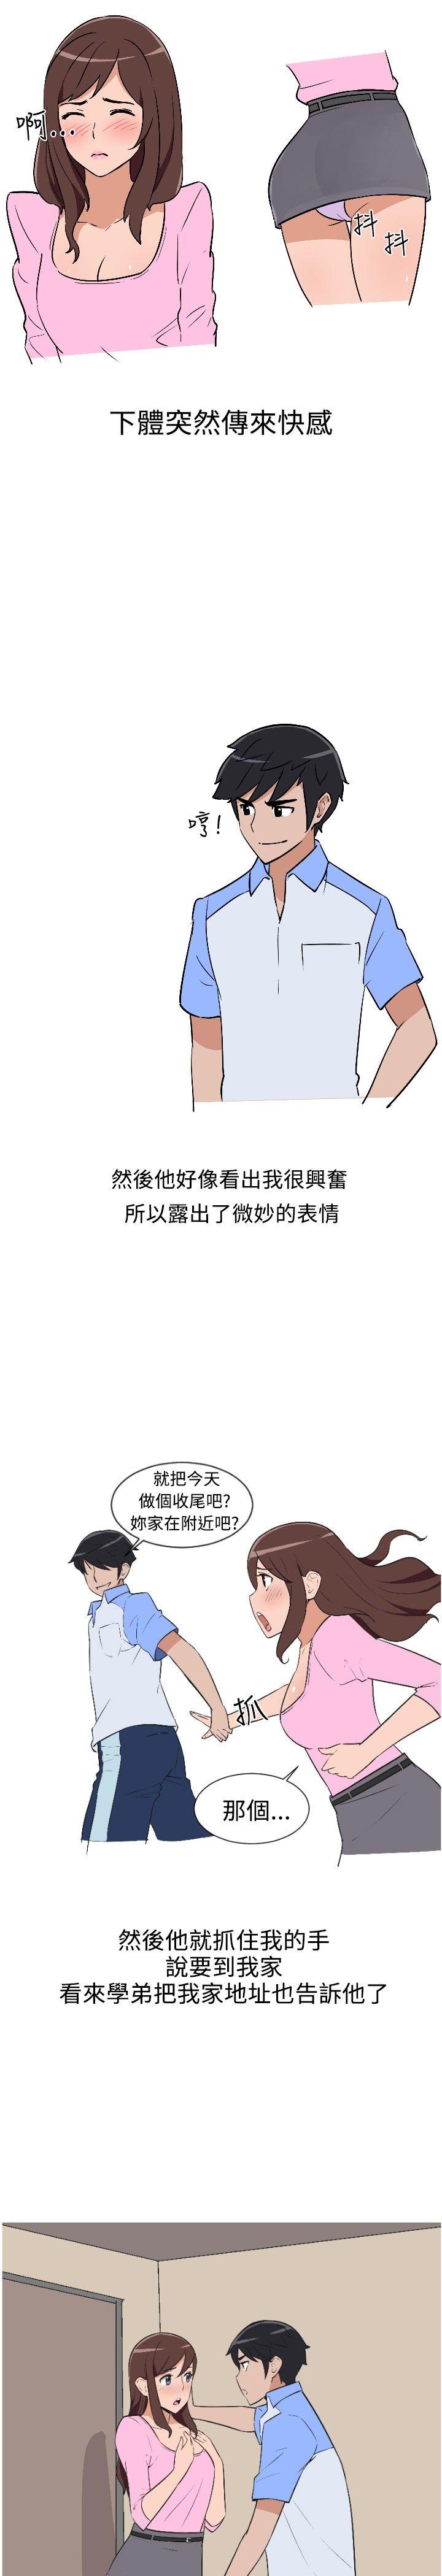 啊...
抖
抖
下體突然傳來快感
哼!
然後他好像看出我很興奮
所以露出了微妙的表情
就把今天
做個收尾吧?
妳家在附近吧?
抓
那個...
然後他就抓住我的手
說要到我家
看來學弟把我家地址也告訴他了